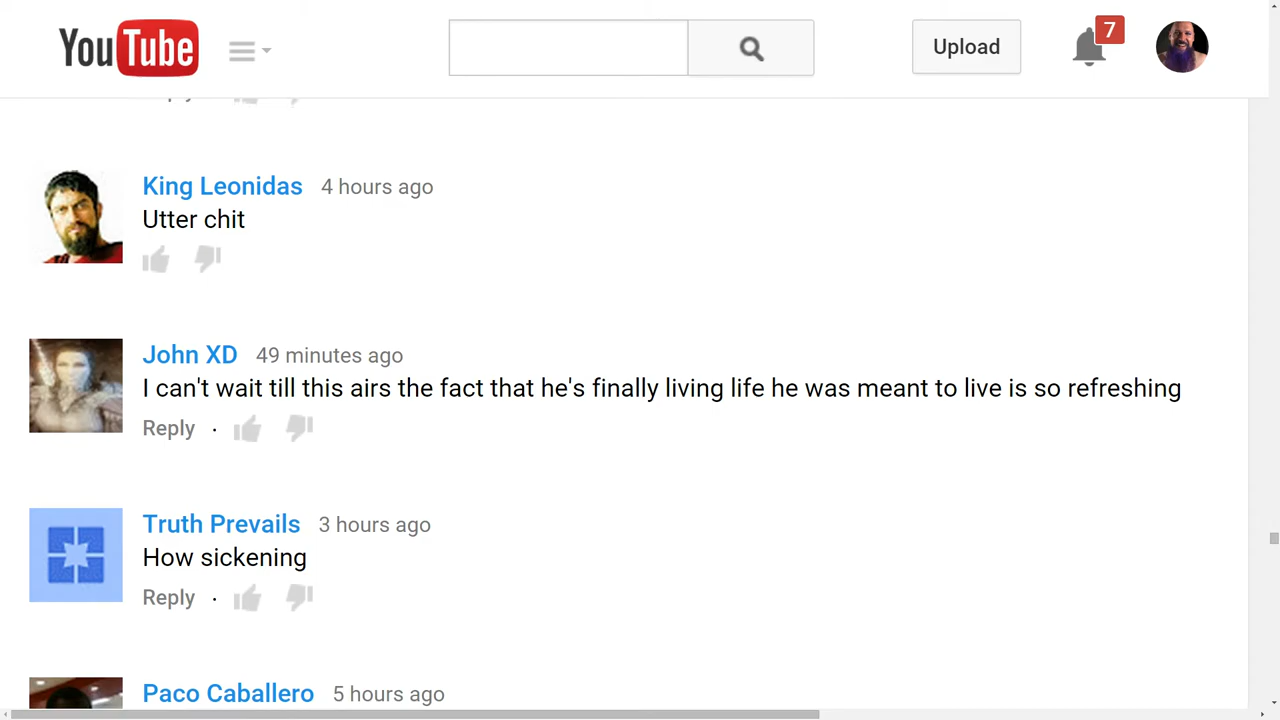 YouTube
Upload
7
King Leonidas 4 hours ago
Utter chit
John XD 49 minutes ago
I can't wait till this airs the fact that he's finally living life he was meant to live is so refreshing
Reply ·
Truth Prevails 3 hours ago
How sickening
Reply ·
Paco Caballero 5 hours ago